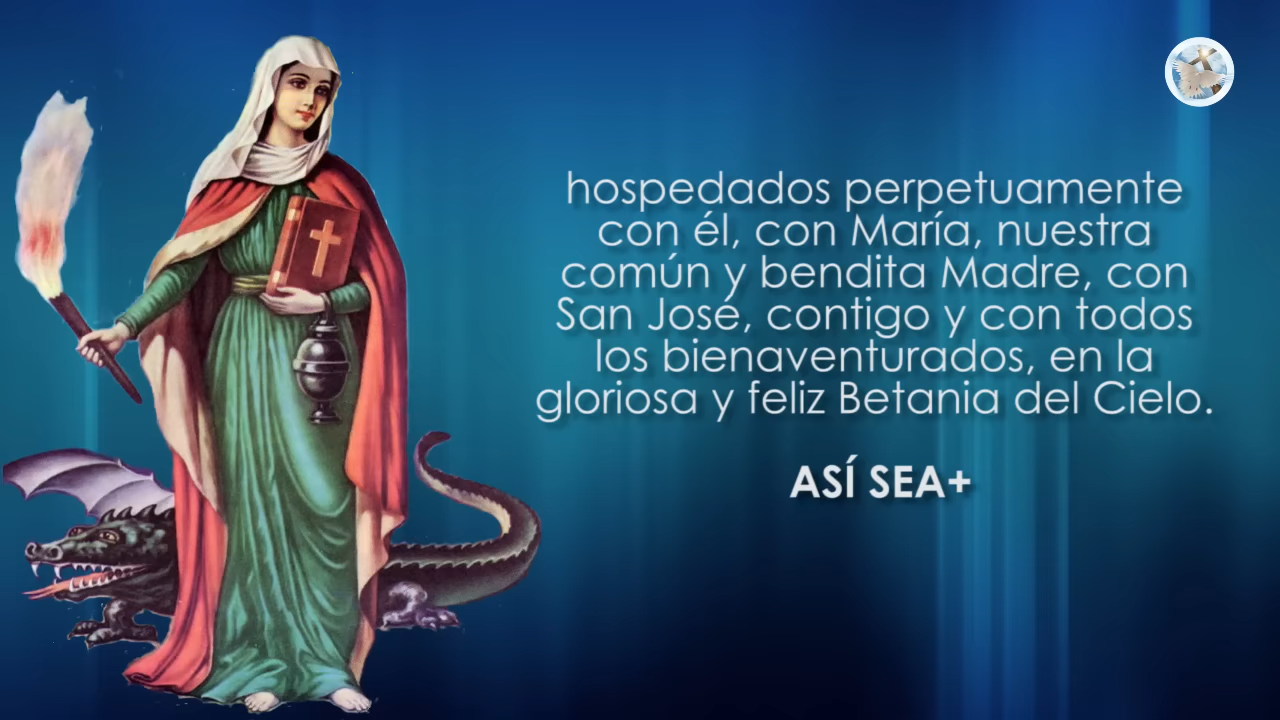 hospedados perpetuamente
con él, con María, nuestra
común y bendita Madre, con
San José, contigo y con todos
los bienaventurados, en la
gloriosa y feliz Betania del Cielo.
ASÍ SEA+